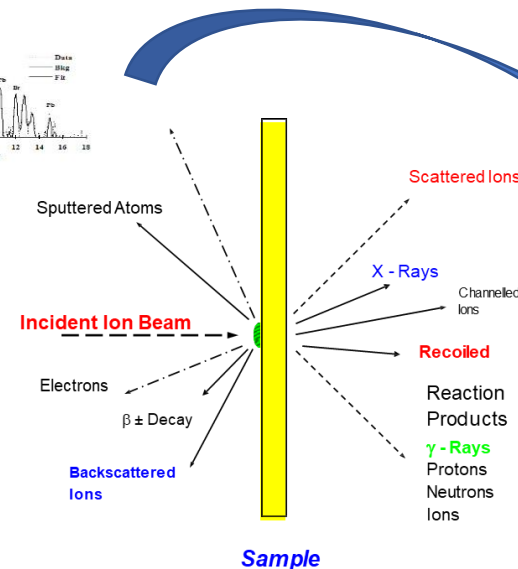 Data
Bkg
Fit
Br
Pb
12 14 16 18
Scattered Ions
Sputtered Atoms
X - Rays
Channelled
Ions
Incident Ion Beam
Recoiled
Electrons
Reaction
Products
β ± Decay
γ - Rays
Backscattered
Ions
Protons
Neutrons
Ions
Sample